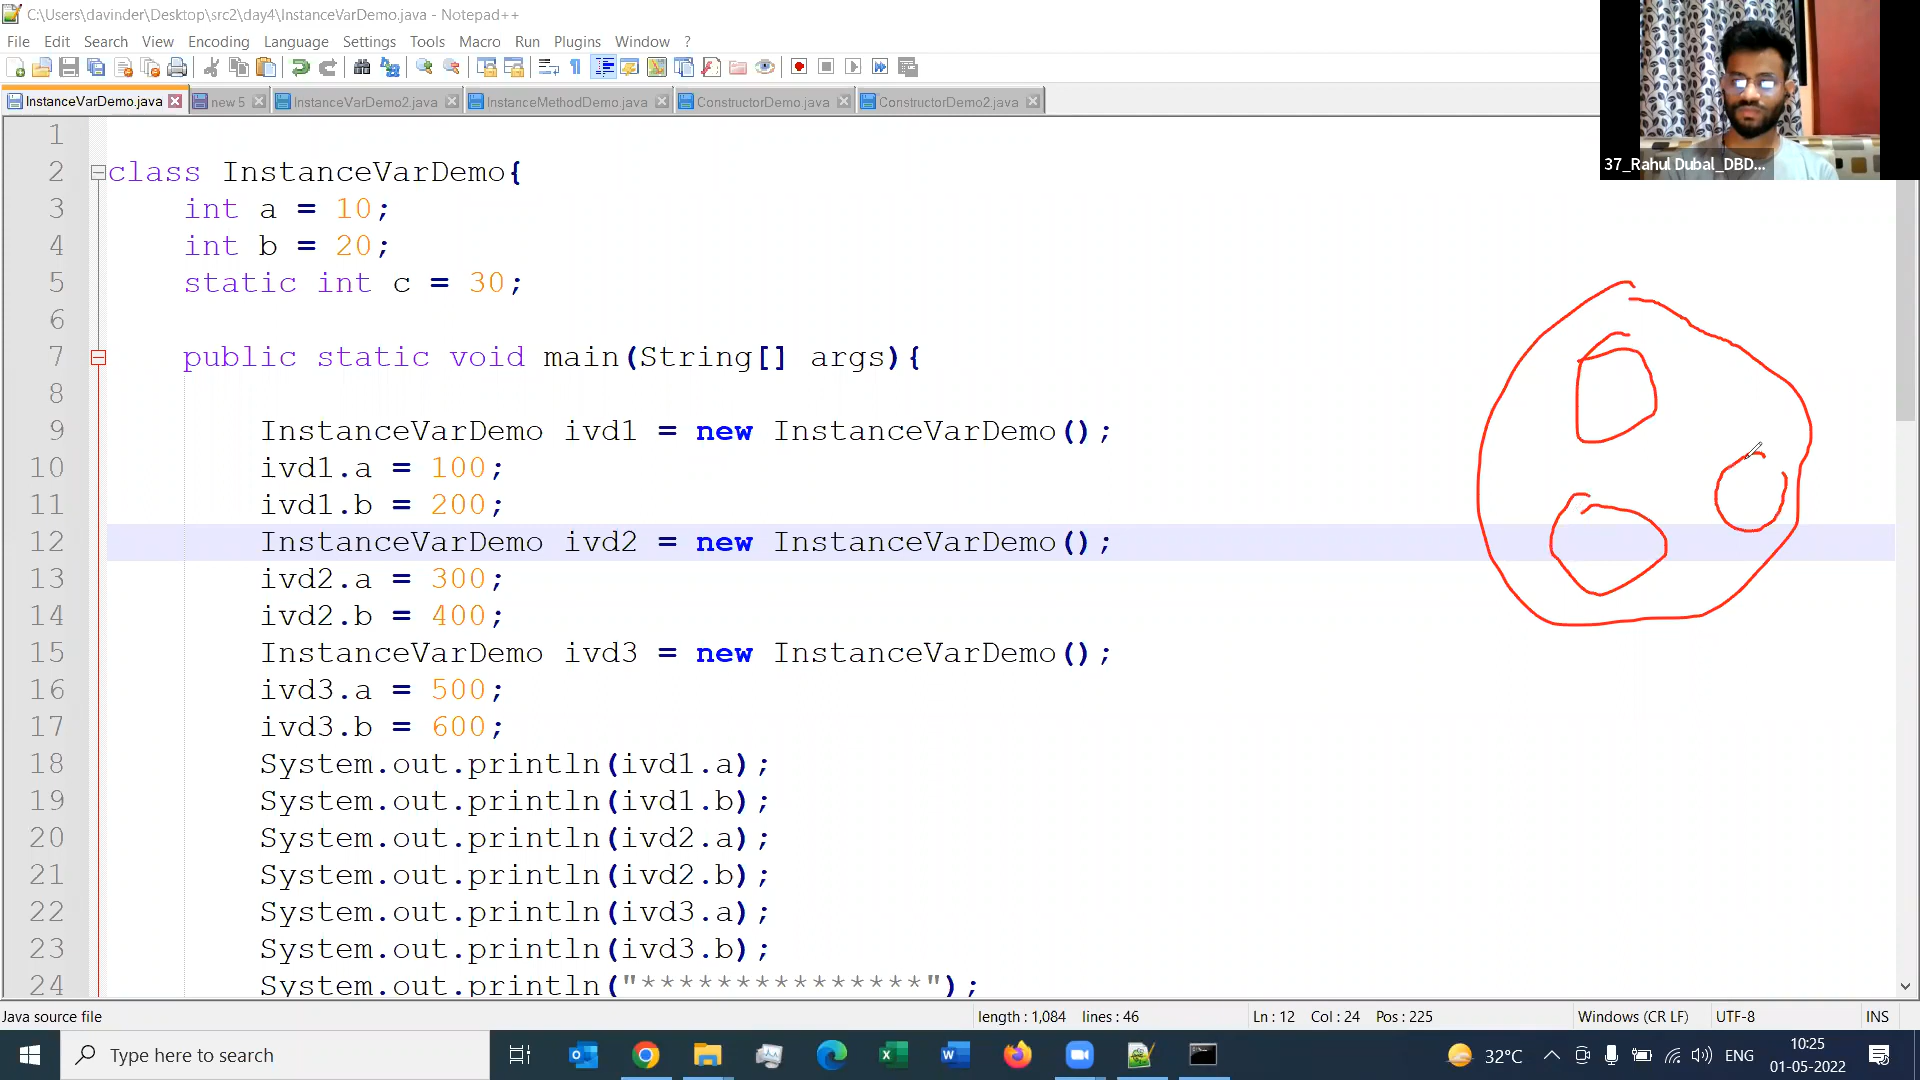 C:\Users\davinder\Desktop\src2\day4\InstanceVarDemo.java - Notepad++
File Edit Search View Encoding Language Settings Tools Macro Run Plugins Window ?
InstanceVarDemo.java new 5 InstanceVarDemo2.java InstanceMethodDemo.java ConstructorDemo.java ConstructorDemo2.java
37_Rahul Dubal_DBD...
1
2 class InstanceVarDemo{
3 int a = 10;
4 int b = 20;
5 static int c = 30;
6
7 public static void main(String[] args){
8
9 InstanceVarDemo ivd1 = new InstanceVarDemo();
10 ivd1.a = 100;
11 ivd1.b = 200;
12 InstanceVarDemo ivd2 = new InstanceVarDemo();
13 ivd2.a = 300;
14 ivd2.b = 400;
15 InstanceVarDemo ivd3 = new InstanceVarDemo();
16 ivd3.a = 500;
17 ivd3.b = 600;
18 System.out.println(ivd1.a);
19 System.out.println(ivd1.b);
20 System.out.println(ivd2.a);
21 System.out.println(ivd2.b);
22 System.out.println(ivd3.a);
23 System.out.println(ivd3.b);
24 System.out.println("***************");
Java source file length : 1,084 lines : 46 Ln : 12 Col : 24 Pos : 225 Windows (CR LF) UTF-8 INS
Type here to search 32°C ENG 10:25
01-05-2022